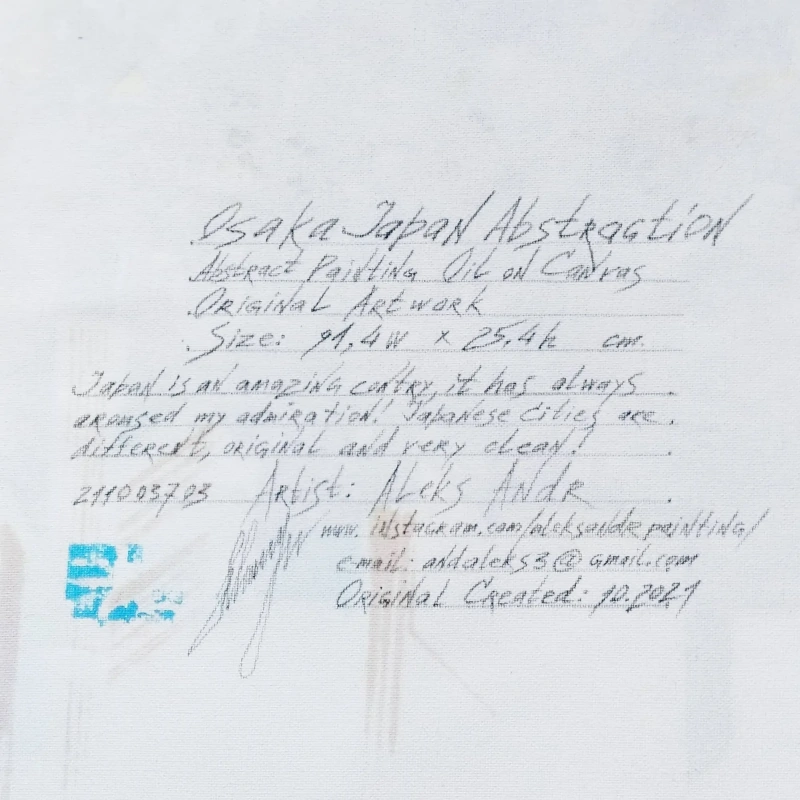 Osaka Japan Abstraction
Abstract Painting Oil on Canvas
Original Artwork
Size: 91,4w x 25,4h cm.
Japan is an amazing contry, it has always
aroused my admiration! Japanese cities are
different, original and very clean!
211003703 Artist: Aleks Andr
www.instagram.com/aleksandr.painting/
e-mail: andaleks3@gmail.com
Original Created: 10.2021